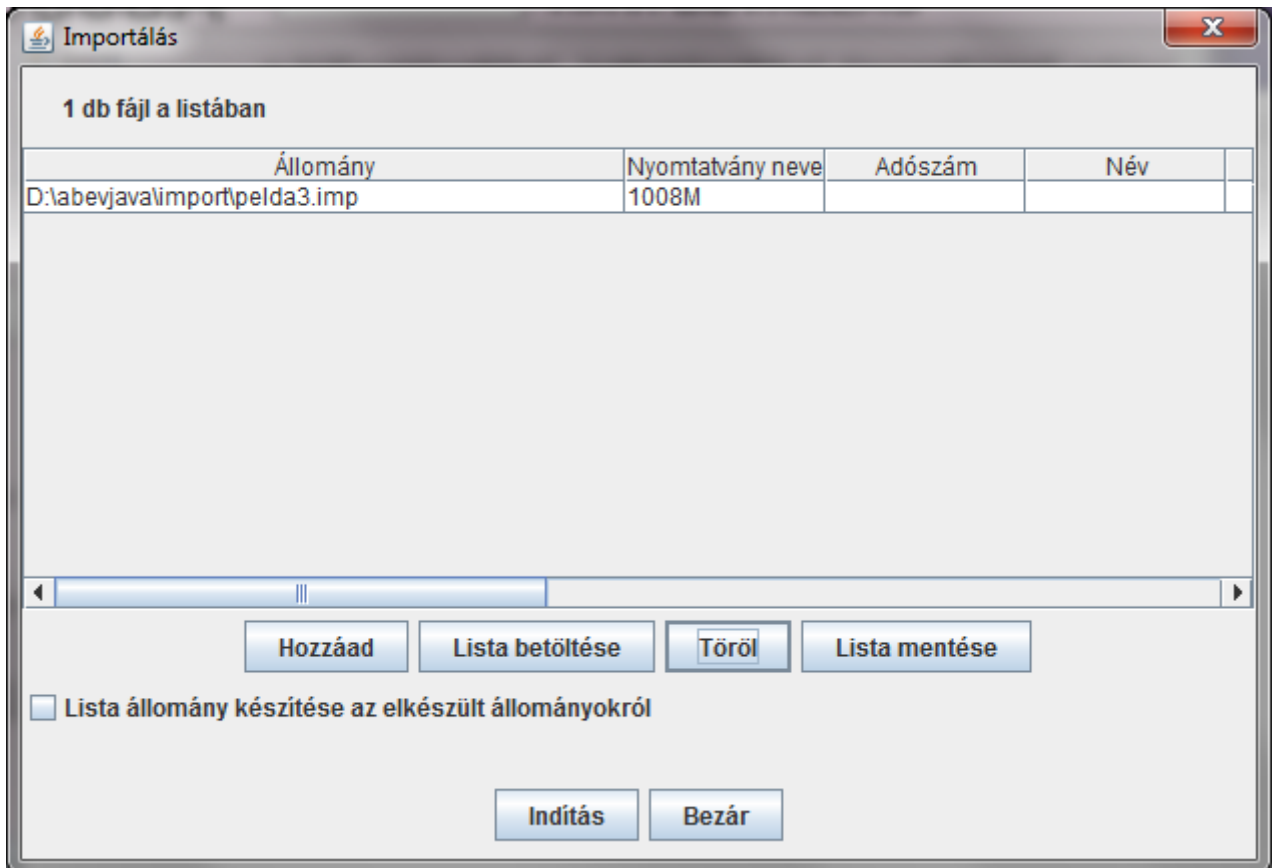 Importálás
1 db fájl a listában
Állomány Nyomtatvány neve Adószám Név
D:\abevjava\import\pelda3.imp 1008M
Hozzáad Lista betöltése Töröl Lista mentése
Lista állomány készítése az elkészült állományokról
Indítás Bezár